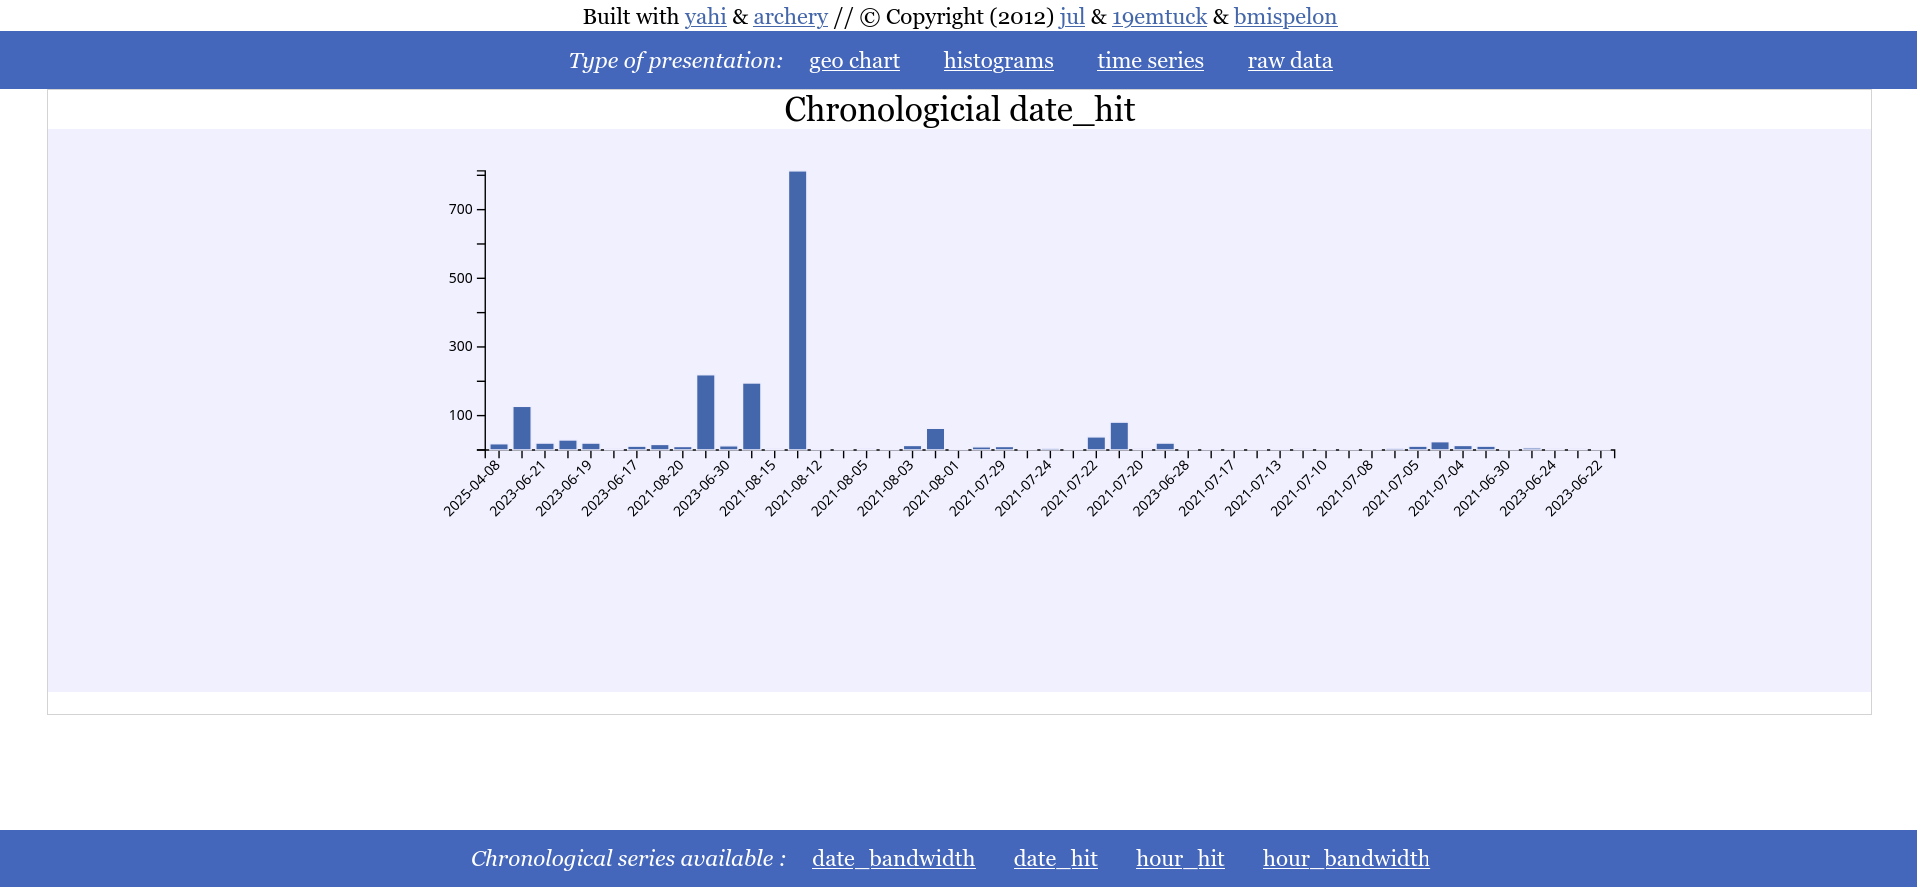 Built with yahi & archery // © Copyright (2012) jul & 19emtuck & bmispelon
Type of presentation: geo chart histograms time series raw data
Chronologicial date_hit
700
500
300
100
2025-04-08 2023-06-21 2023-06-19 2023-06-17 2021-08-20 2023-06-30 2021-08-15 2021-08-12 2021-08-05 2021-08-03 2021-08-01 2021-07-29 2021-07-24 2021-07-22 2021-07-20 2023-06-28 2021-07-17 2021-07-13 2021-07-10 2021-07-08 2021-07-05 2021-07-04 2021-06-30 2023-06-24 2023-06-22
Chronological series available : date_bandwidth date_hit hour_hit hour_bandwidth